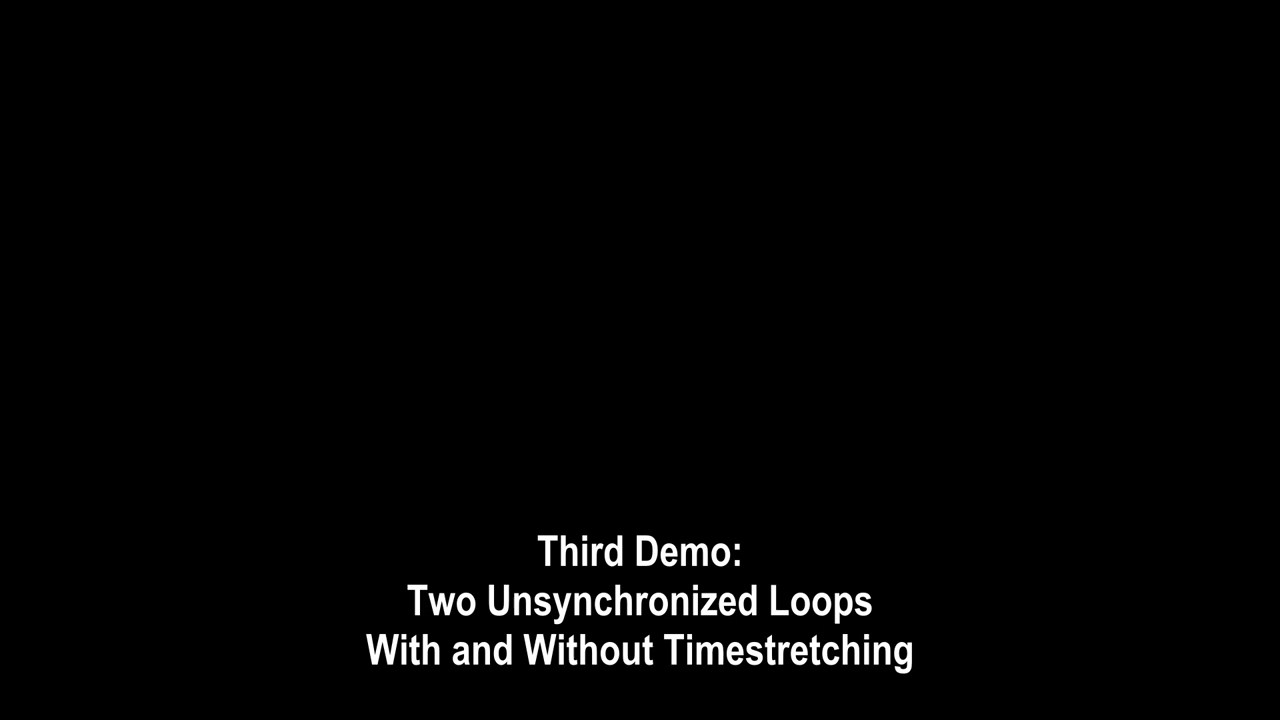 Third Demo:
Two Unsynchronized Loops
With and Without Timestretching